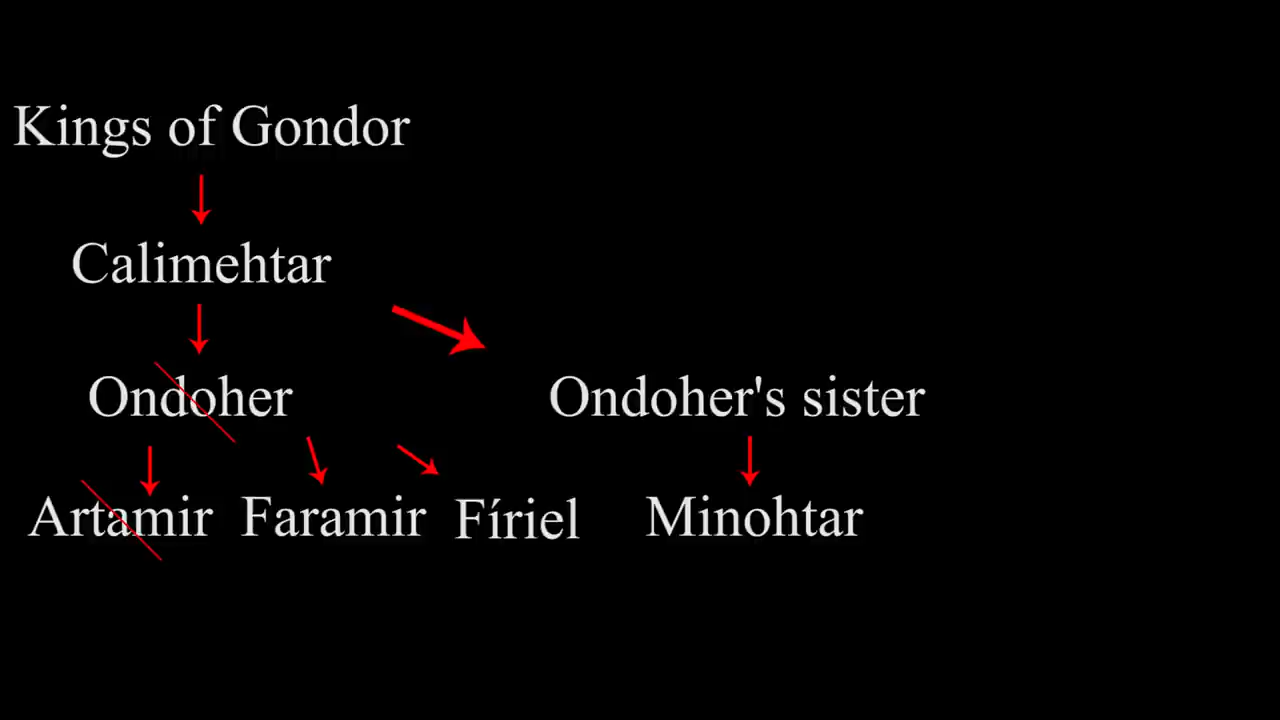 Kings of Gondor
Calimehtar
Ondoher Ondoher's sister
Artamir Faramir Fíriel Minohtar